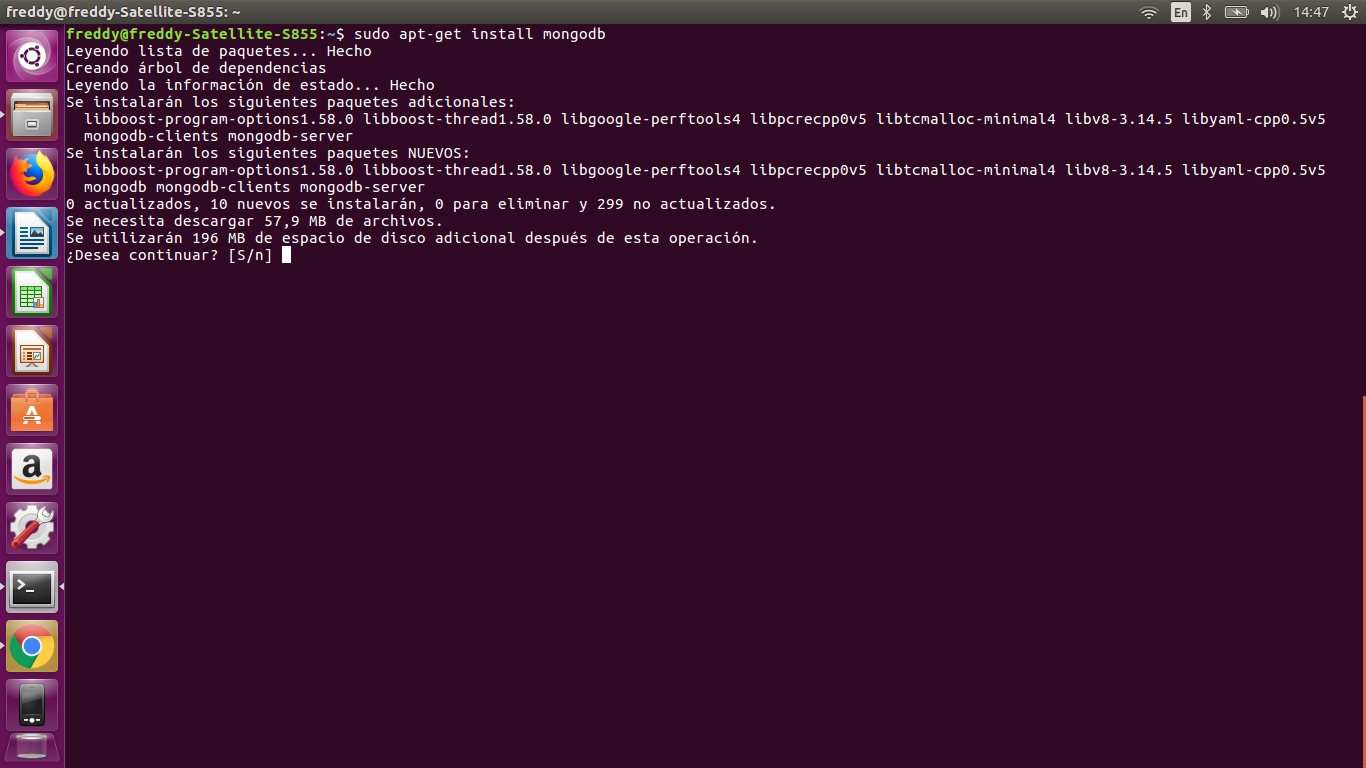 freddy@freddy-Satellite-S855: ~
En
14:47
freddy@freddy-Satellite-S855:~$ sudo apt-get install mongodb
Leyendo lista de paquetes... Hecho
Creando árbol de dependencias
Leyendo la información de estado... Hecho
Se instalarán los siguientes paquetes adicionales:
  libboost-program-options1.58.0 libboost-thread1.58.0 libgoogle-perftools4 libpcrecpp0v5 libtcmalloc-minimal4 libv8-3.14.5 libyaml-cpp0.5v5
  mongodb-clients mongodb-server
Se instalarán los siguientes paquetes NUEVOS:
  libboost-program-options1.58.0 libboost-thread1.58.0 libgoogle-perftools4 libpcrecpp0v5 libtcmalloc-minimal4 libv8-3.14.5 libyaml-cpp0.5v5
  mongodb mongodb-clients mongodb-server
0 actualizados, 10 nuevos se instalarán, 0 para eliminar y 299 no actualizados.
Se necesita descargar 57,9 MB de archivos.
Se utilizarán 196 MB de espacio de disco adicional después de esta operación.
¿Desea continuar? [S/n]